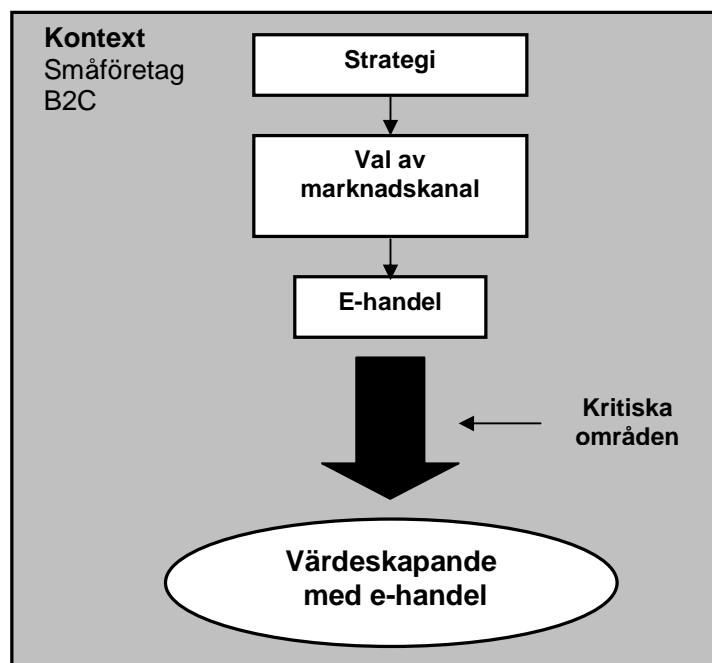 Kontext
Småföretag
B2C
Strategi
Val av
marknadskanal
E-handel
Kritiska
områden
Värdeskapande
med e-handel